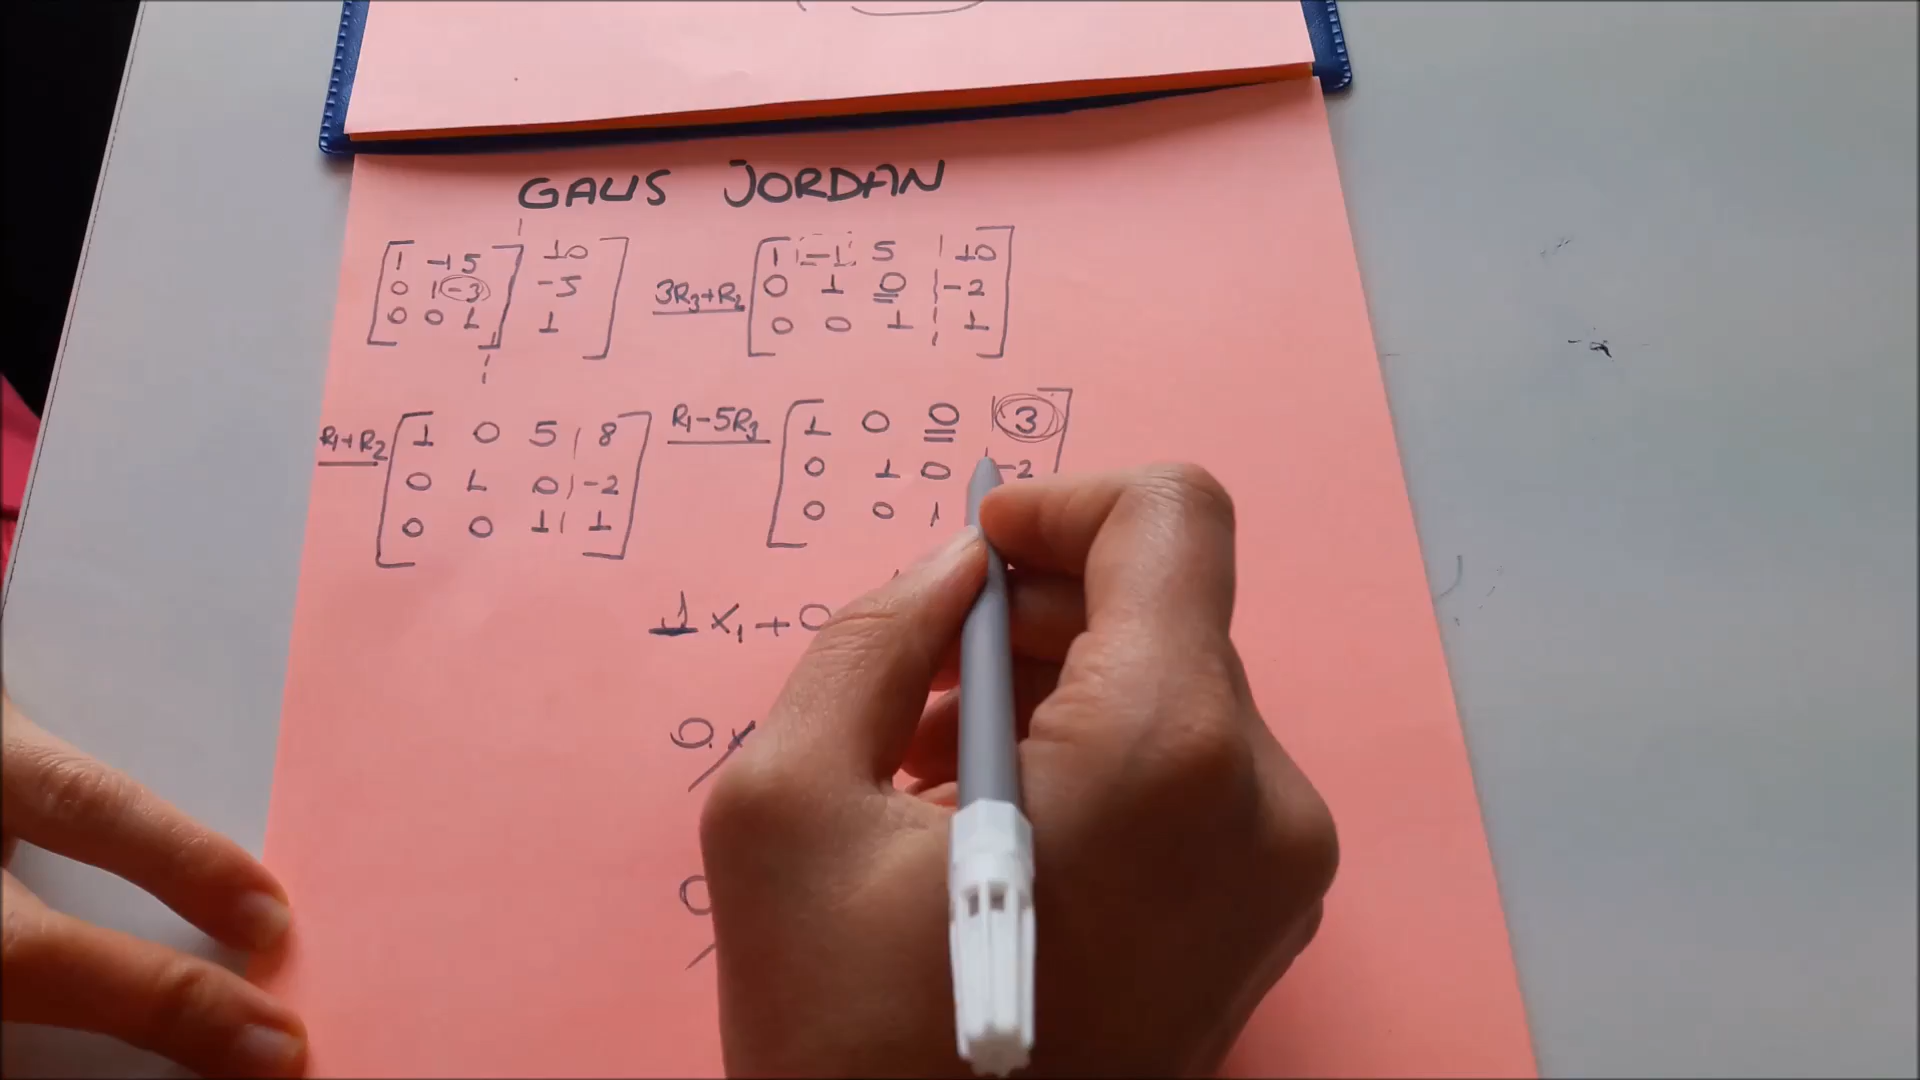 GAUS JORDAN
1 -1 5 10
0 1 -3 -5
0 0 1 1
3R3+R2
1 -1 5 10
0 1 0 -2
0 0 1 1
R1+R2
1 0 5 8
0 1 0 -2
0 0 1 1
R1-5R3
1 0 0 3
0 1 0 -2
0 0 1
1x1+0
0x
0